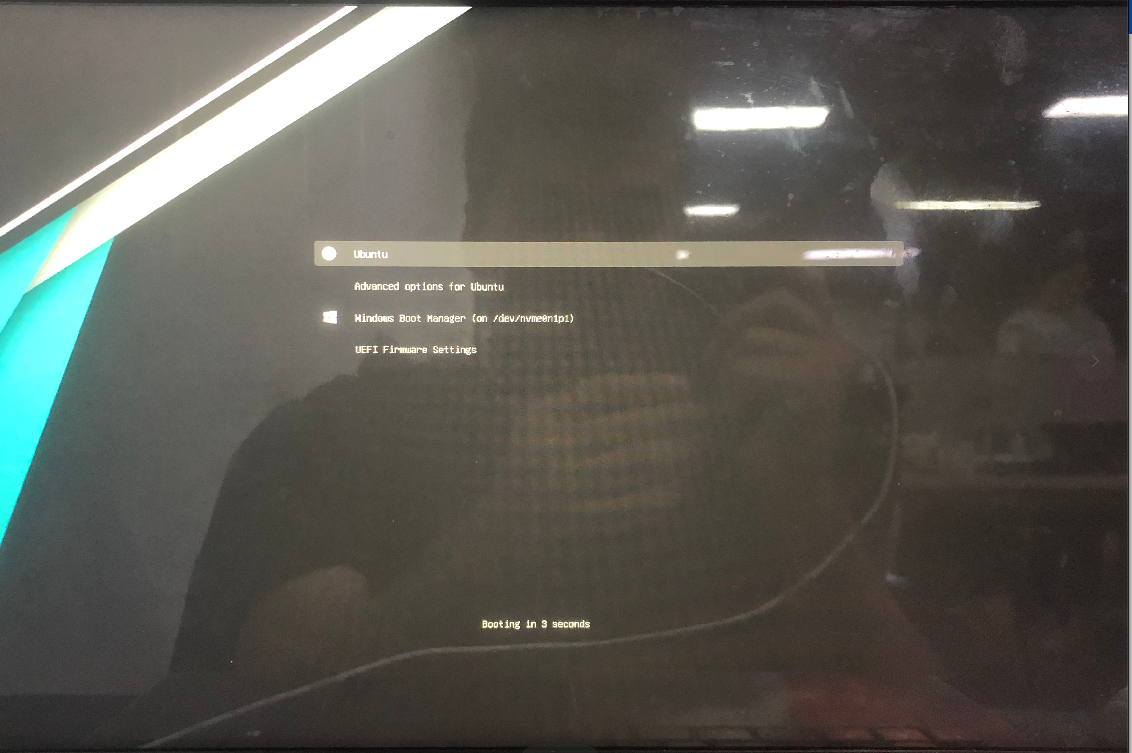 Ubuntu
Advanced options for Ubuntu
Windows Boot Manager (on /dev/nvme0n1p1)
UEFI Firmware Settings
Booting in 3 seconds